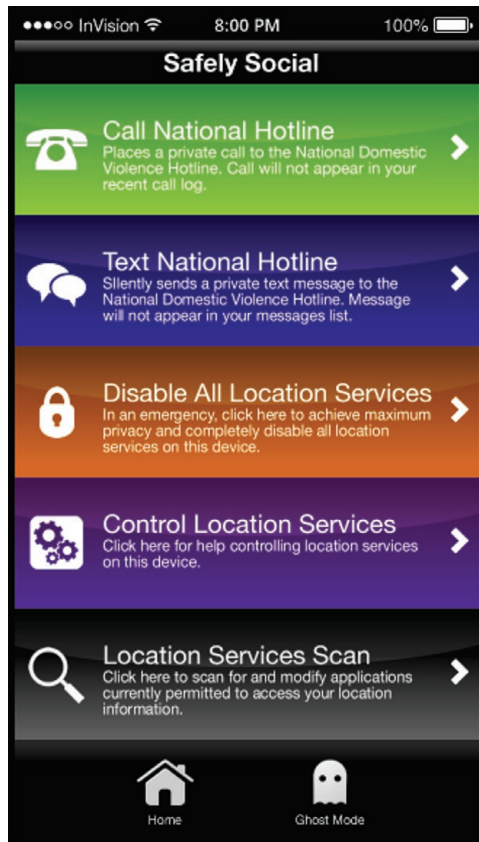 InVision 8:00 PM 100%
Safely Social
Call National Hotline
Places a private call to the National Domestic
Violence Hotline. Call will not appear in your
recent call log.
Text National Hotline
SIlently sends a private text message to the
National Domestic Violence Hotline. Message
will not appear in your messages list.
Disable All Location Services
In an emergency, click here to achieve maximum
privacy and completely disable all location
services on this device.
Control Location Services
Click here for help controlling location services
on this device.
Location Services Scan
Click here to scan for and modify applications
currently permitted to access your location
information.
Home Ghost Mode